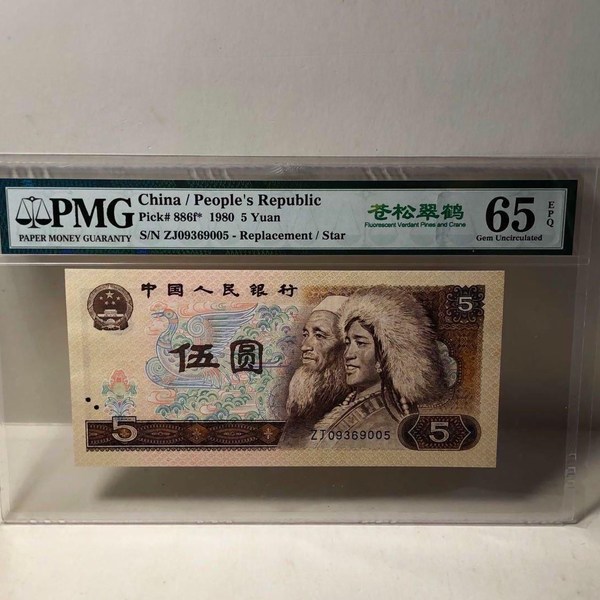 PMG
PAPER MONEY GUARANTY
China / People's Republic
Pick# 886f* 1980 5 Yuan
S/N ZJ09369005 - Replacement / Star
苍松翠鹤
Fluorescent Verdant Pines and Crane
65 EPQ
Gem Uncirculated
中国人民银行
5
伍圆
5
ZJ09369005
5